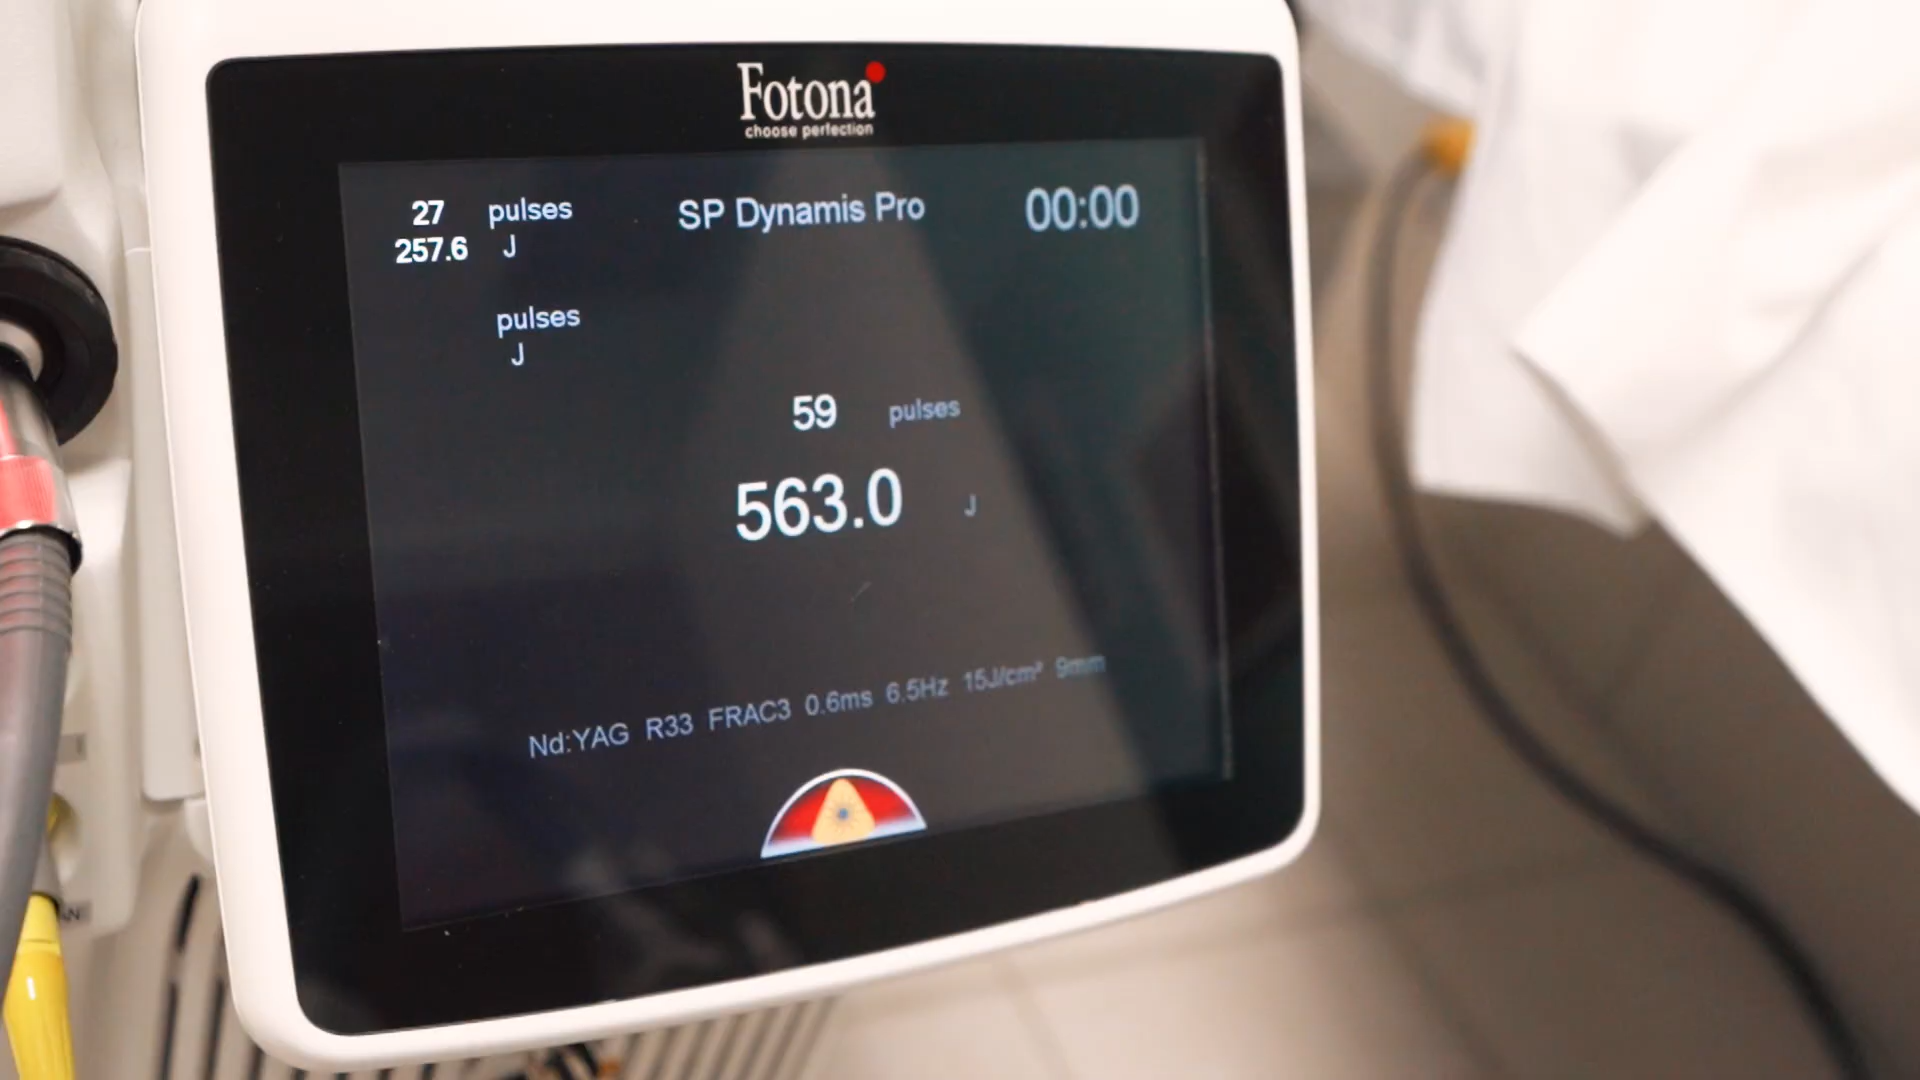 Fotona
choose perfection
27 pulses SP Dynamis Pro 00:00
257.6 J
pulses
J
59 pulses
563.0 J
Nd:YAG R33 FRAC3 0.6ms 6.5Hz 15J/cm² 9mm